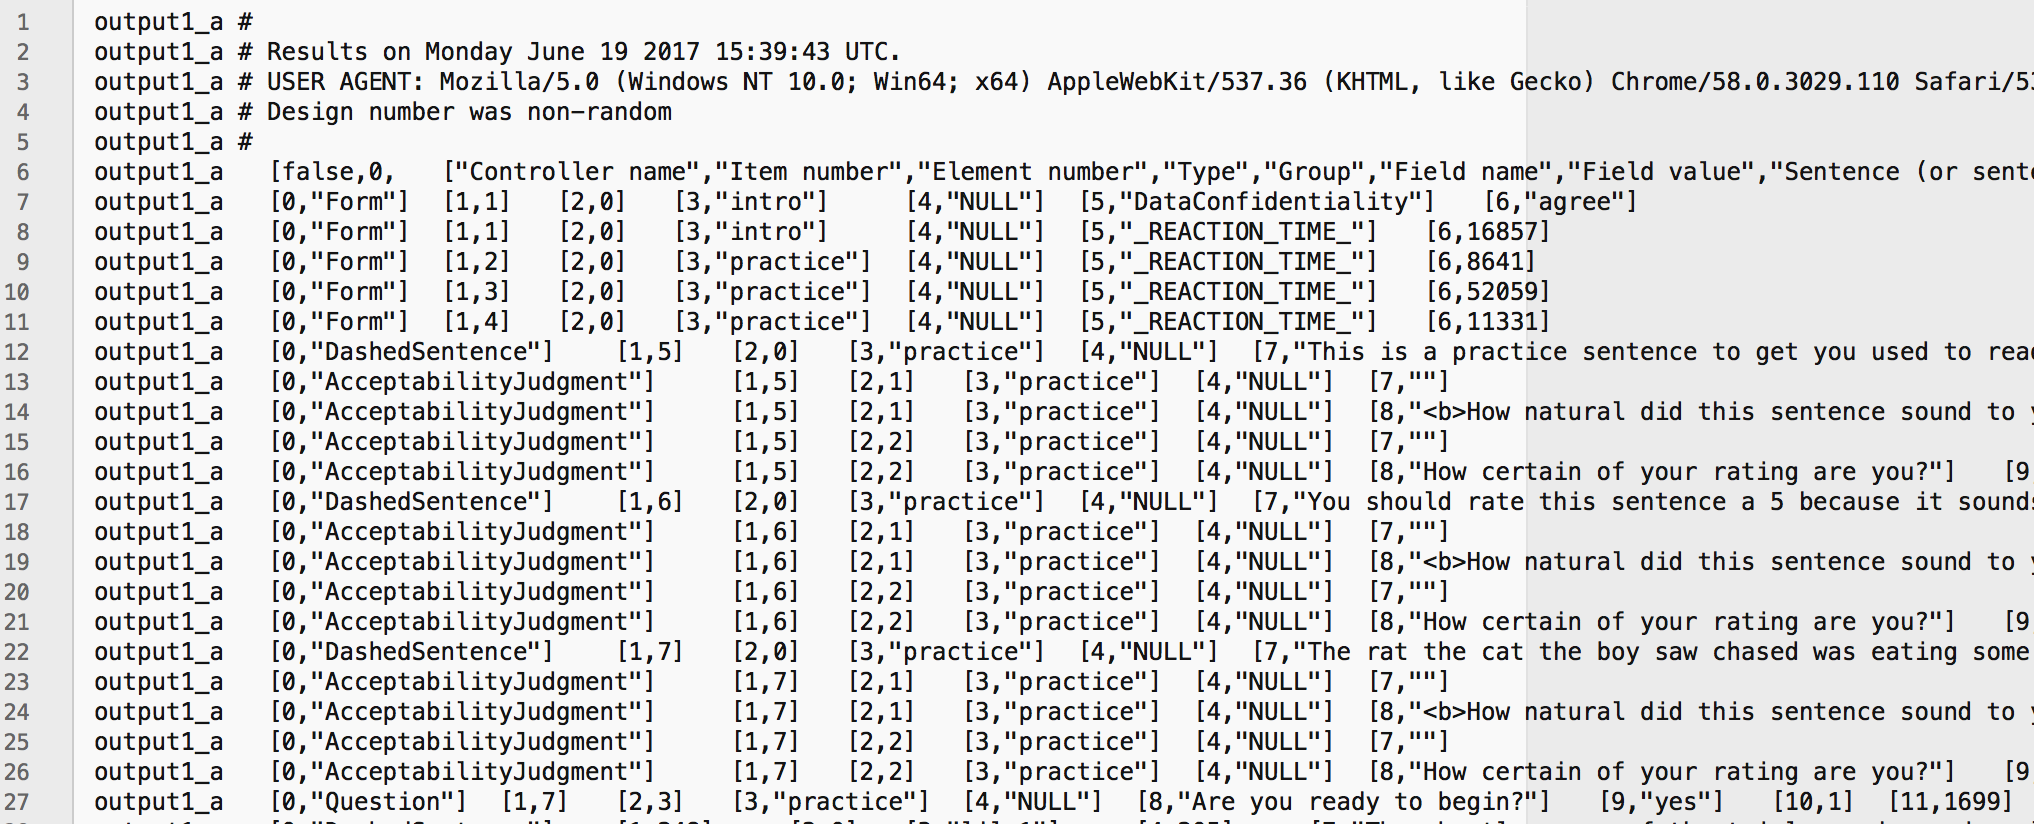 1 output1_a #
2 output1_a # Results on Monday June 19 2017 15:39:43 UTC.
3 output1_a # USER AGENT: Mozilla/5.0 (Windows NT 10.0; Win64; x64) AppleWebKit/537.36 (KHTML, like Gecko) Chrome/58.0.3029.110 Safari/53
4 output1_a # Design number was non-random
5 output1_a #
6 output1_a [false,0, ["Controller name","Item number","Element number","Type","Group","Field name","Field value","Sentence (or sente
7 output1_a [0,"Form"] [1,1] [2,0] [3,"intro"] [4,"NULL"] [5,"DataConfidentiality"] [6,"agree"]
8 output1_a [0,"Form"] [1,1] [2,0] [3,"intro"] [4,"NULL"] [5,"_REACTION_TIME_"] [6,16857]
9 output1_a [0,"Form"] [1,2] [2,0] [3,"practice"] [4,"NULL"] [5,"_REACTION_TIME_"] [6,8641]
10 output1_a [0,"Form"] [1,3] [2,0] [3,"practice"] [4,"NULL"] [5,"_REACTION_TIME_"] [6,52059]
11 output1_a [0,"Form"] [1,4] [2,0] [3,"practice"] [4,"NULL"] [5,"_REACTION_TIME_"] [6,11331]
12 output1_a [0,"DashedSentence"] [1,5] [2,0] [3,"practice"] [4,"NULL"] [7,"This is a practice sentence to get you used to read
13 output1_a [0,"AcceptabilityJudgment"] [1,5] [2,1] [3,"practice"] [4,"NULL"] [7,""]
14 output1_a [0,"AcceptabilityJudgment"] [1,5] [2,1] [3,"practice"] [4,"NULL"] [8,"<b>How natural did this sentence sound to
15 output1_a [0,"AcceptabilityJudgment"] [1,5] [2,2] [3,"practice"] [4,"NULL"] [7,""]
16 output1_a [0,"AcceptabilityJudgment"] [1,5] [2,2] [3,"practice"] [4,"NULL"] [8,"How certain of your rating are you?"] [9
17 output1_a [0,"DashedSentence"] [1,6] [2,0] [3,"practice"] [4,"NULL"] [7,"You should rate this sentence a 5 because it sounds
18 output1_a [0,"AcceptabilityJudgment"] [1,6] [2,1] [3,"practice"] [4,"NULL"] [7,""]
19 output1_a [0,"AcceptabilityJudgment"] [1,6] [2,1] [3,"practice"] [4,"NULL"] [8,"<b>How natural did this sentence sound to
20 output1_a [0,"AcceptabilityJudgment"] [1,6] [2,2] [3,"practice"] [4,"NULL"] [7,""]
21 output1_a [0,"AcceptabilityJudgment"] [1,6] [2,2] [3,"practice"] [4,"NULL"] [8,"How certain of your rating are you?"] [9
22 output1_a [0,"DashedSentence"] [1,7] [2,0] [3,"practice"] [4,"NULL"] [7,"The rat the cat the boy saw chased was eating some
23 output1_a [0,"AcceptabilityJudgment"] [1,7] [2,1] [3,"practice"] [4,"NULL"] [7,""]
24 output1_a [0,"AcceptabilityJudgment"] [1,7] [2,1] [3,"practice"] [4,"NULL"] [8,"<b>How natural did this sentence sound to
25 output1_a [0,"AcceptabilityJudgment"] [1,7] [2,2] [3,"practice"] [4,"NULL"] [7,""]
26 output1_a [0,"AcceptabilityJudgment"] [1,7] [2,2] [3,"practice"] [4,"NULL"] [8,"How certain of your rating are you?"] [9
27 output1_a [0,"Question"] [1,7] [2,3] [3,"practice"] [4,"NULL"] [8,"Are you ready to begin?"] [9,"yes"] [10,1] [11,1699]